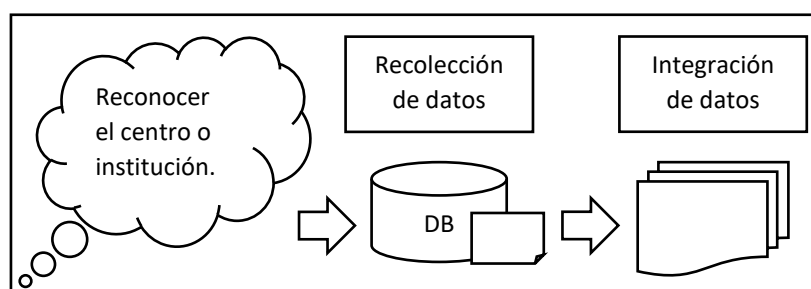 Reconocer
el centro o
institución.
Recolección
de datos
Integración
de datos
DB